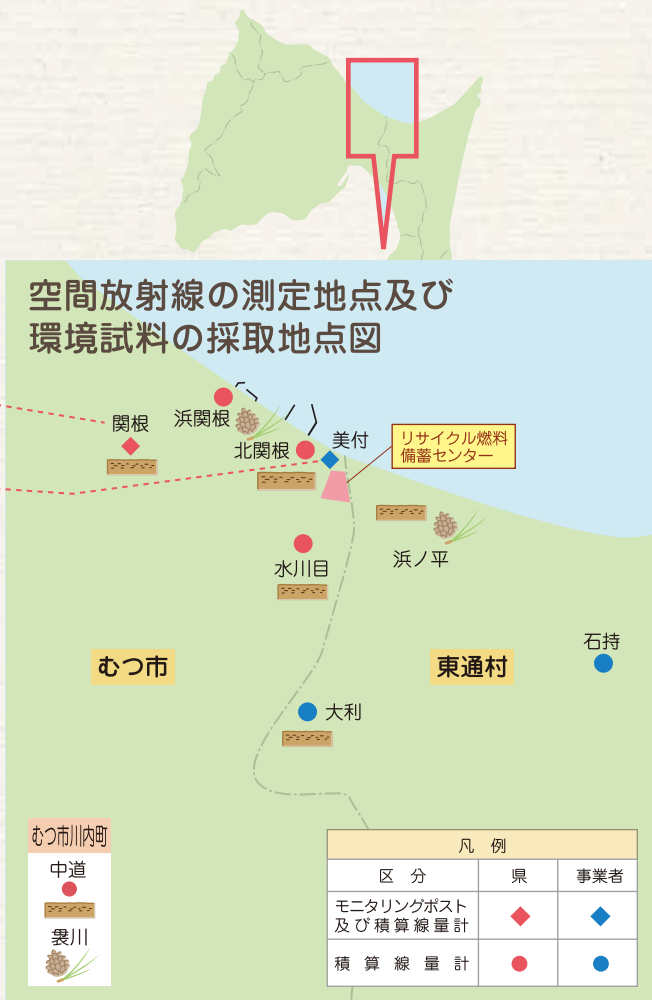 空間放射線の測定地点及び
環境試料の採取地点図
関根
浜関根
北関根
美付
リサイクル燃料
備蓄センター
水川目
浜ノ平
石持
むつ市
東通村
大利
むつ市川内町
中道
袰川
凡 例
区 分
県
事業者
モニタリングポスト
及び積算線量計
積算線量計